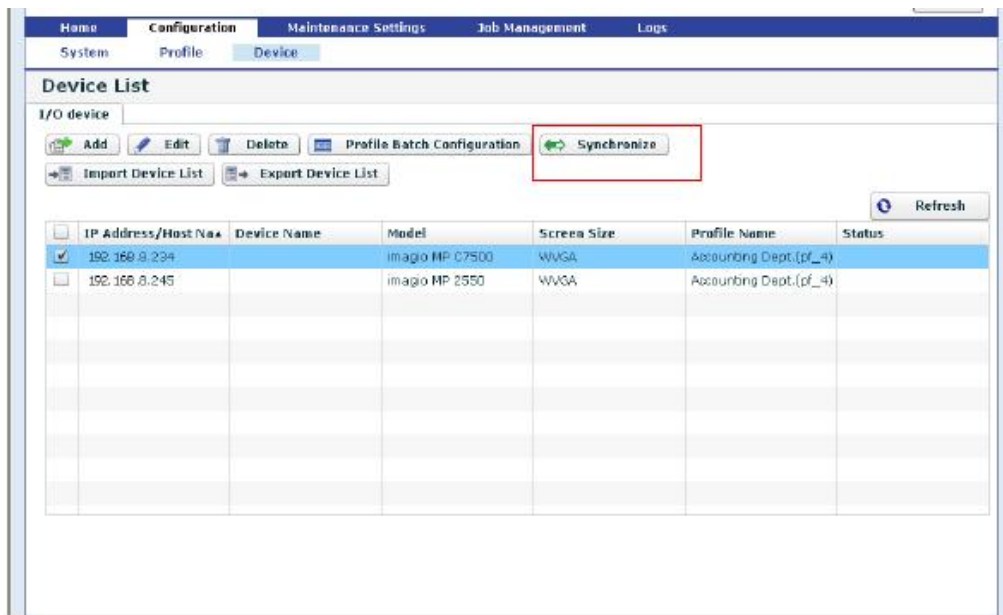 Home Configuration Maintenance Settings Job Management Logs
System Profile Device
Device List
I/O device
Add Edit Delete Profile Batch Configuration Synchronize
Import Device List Export Device List
Refresh
IP Address/Host Na Device Name Model Screen Size Profile Name Status
192.168.8.234 imagio MP C7500 WVGA Accounting Dept.(pf_4)
192.168.8.245 imagio MP 2550 WVGA Accounting Dept.(pf_4)